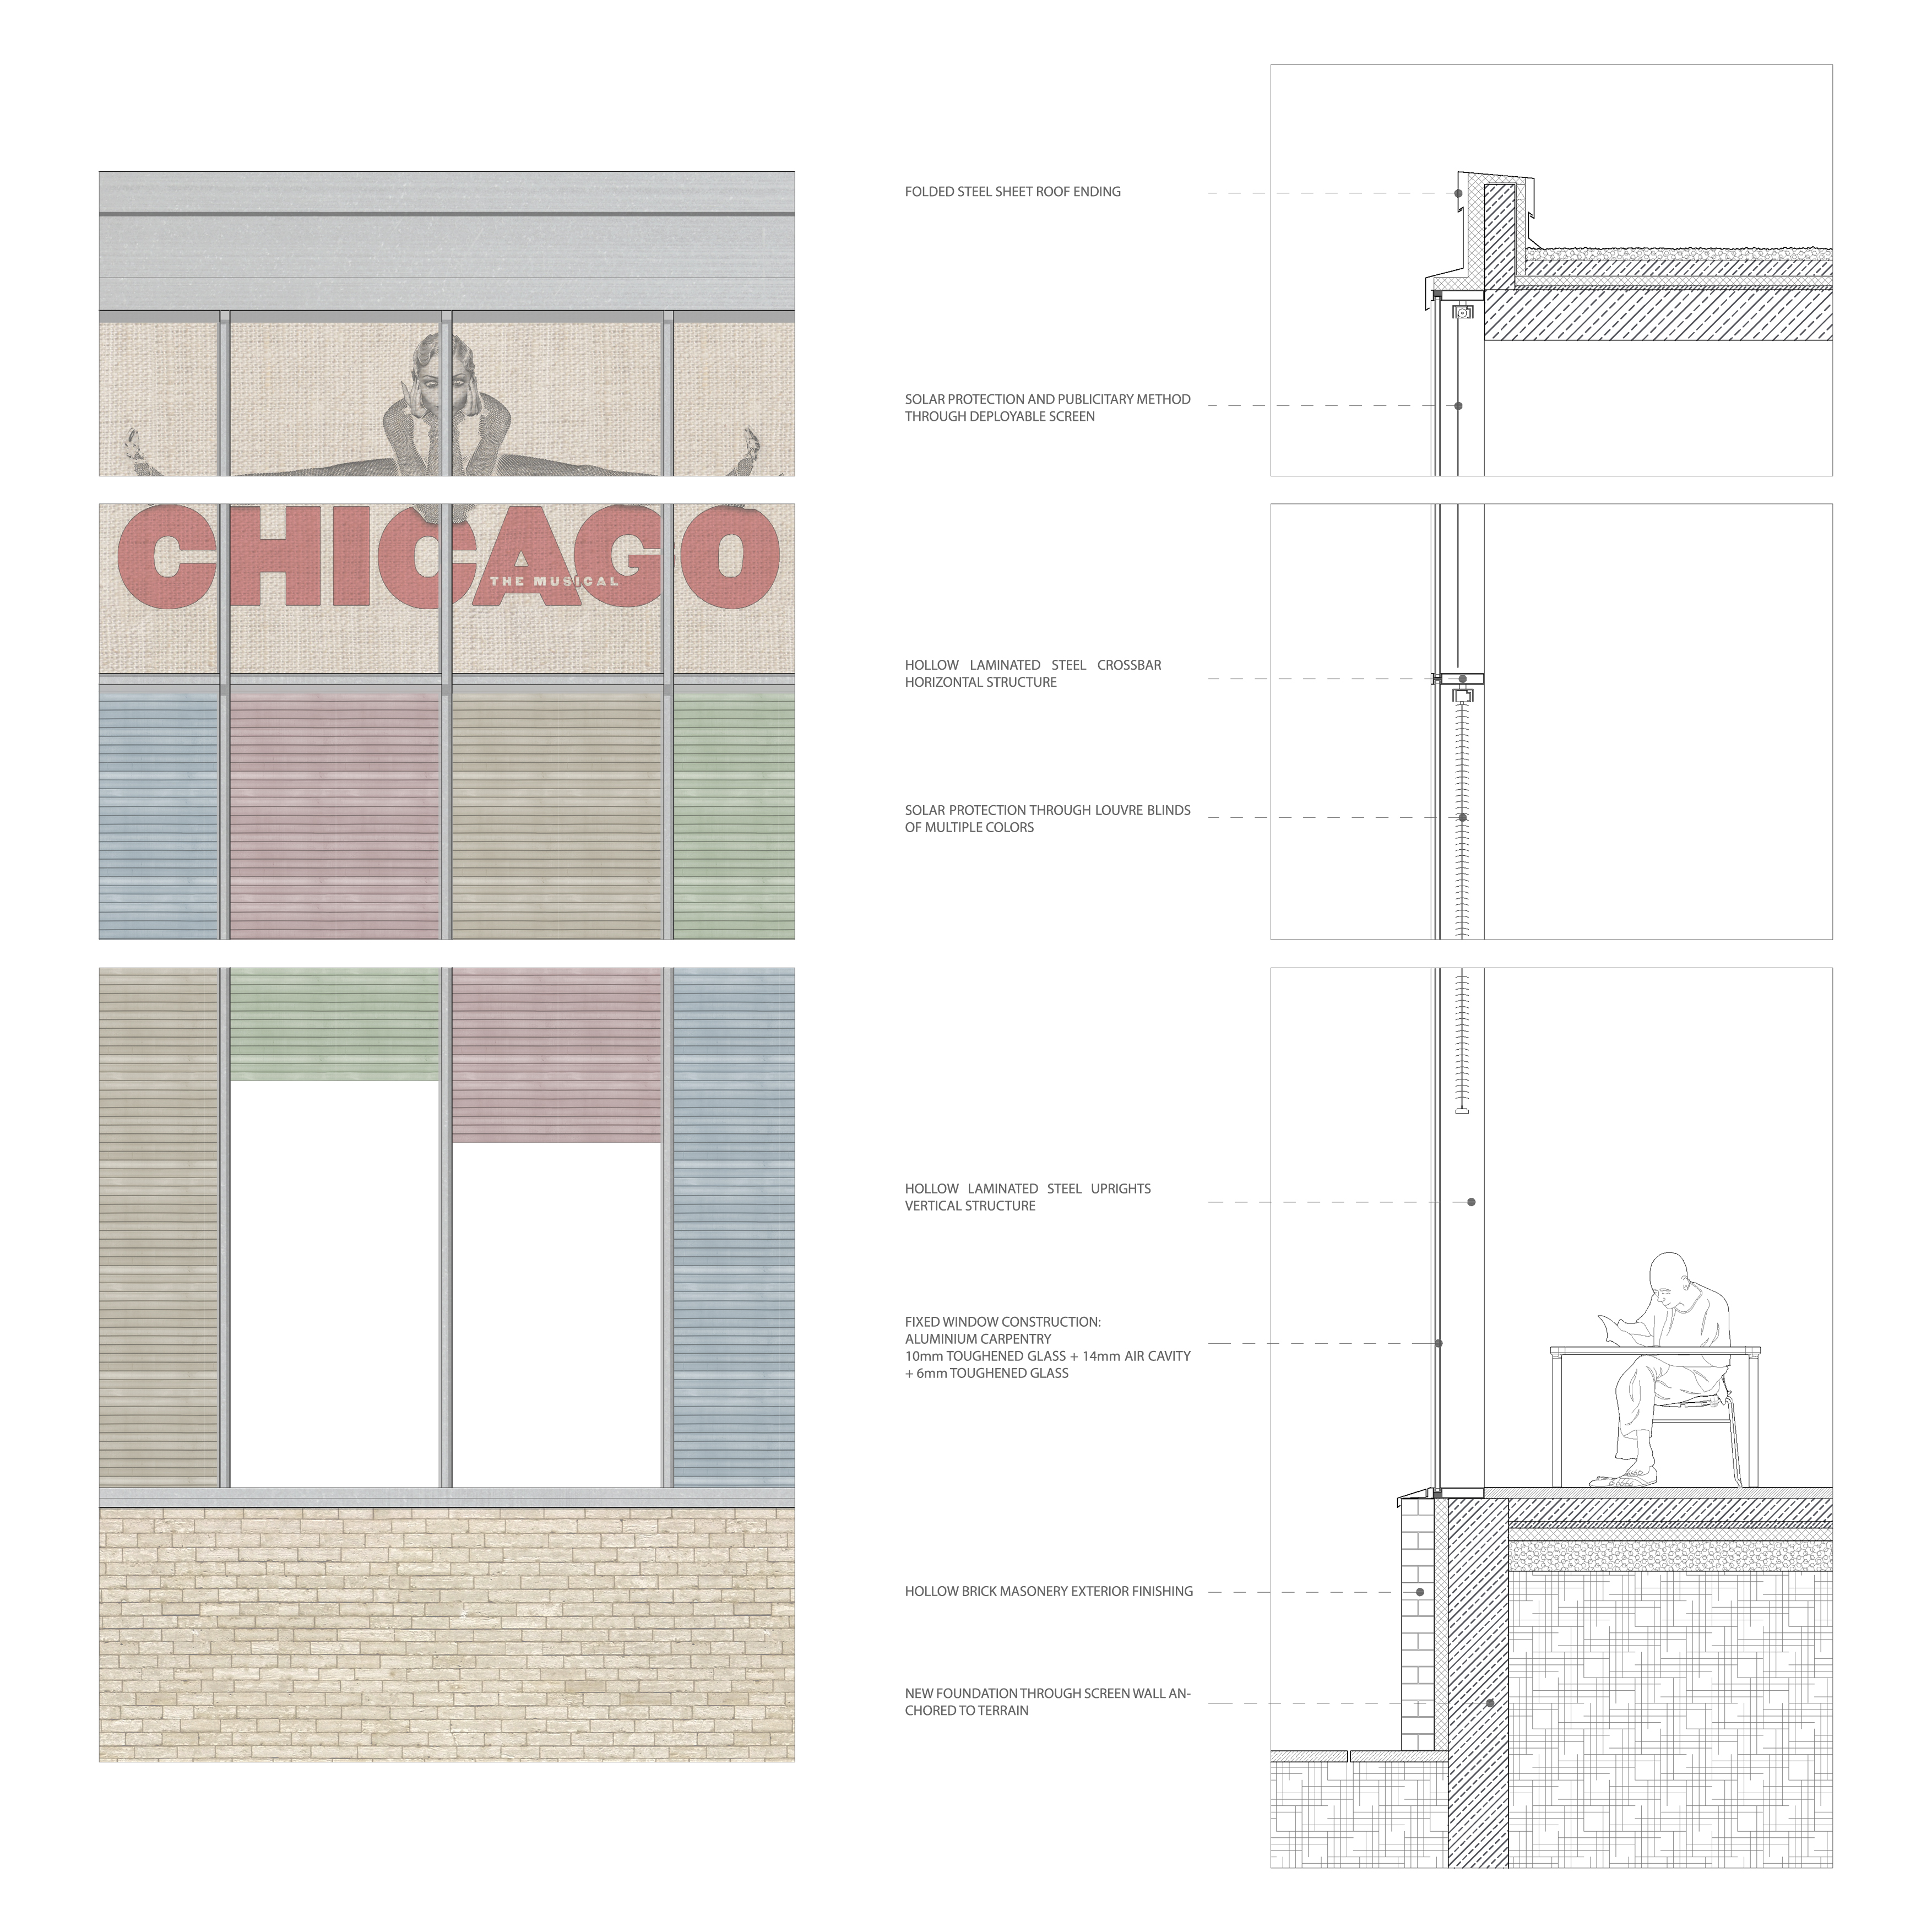 FOLDED STEEL SHEET ROOF ENDING
SOLAR PROTECTION AND PUBLICITARY METHOD
THROUGH DEPLOYABLE SCREEN
CHICAGO
THE MUSICAL
HOLLOW LAMINATED STEEL CROSSBAR
HORIZONTAL STRUCTURE
SOLAR PROTECTION THROUGH LOUVRE BLINDS
OF MULTIPLE COLORS
HOLLOW LAMINATED STEEL UPRIGHTS
VERTICAL STRUCTURE
FIXED WINDOW CONSTRUCTION:
ALUMINIUM CARPENTRY
10mm TOUGHENED GLASS + 14mm AIR CAVITY
+ 6mm TOUGHENED GLASS
HOLLOW BRICK MASONERY EXTERIOR FINISHING
NEW FOUNDATION THROUGH SCREEN WALL AN-
CHORED TO TERRAIN